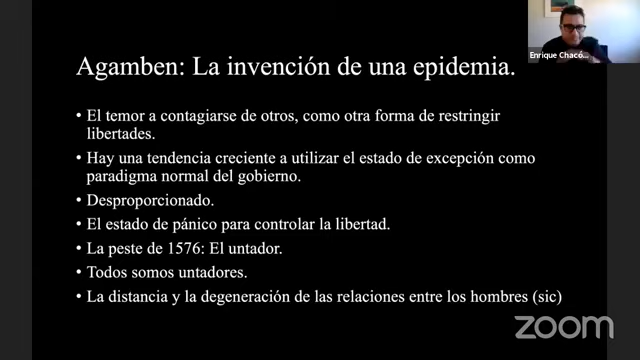 Enrique Chacó...
Agamben: La invención de una epidemia.
• El temor a contagiarse de otros, como otra forma de restringir
libertades.
• Hay una tendencia creciente a utilizar el estado de excepción como
paradigma normal del gobierno.
• Desproporcionado.
• El estado de pánico para controlar la libertad.
• La peste de 1576: El untador.
• Todos somos untadores.
• La distancia y la degeneración de las relaciones entre los hombres (sic)
zoom